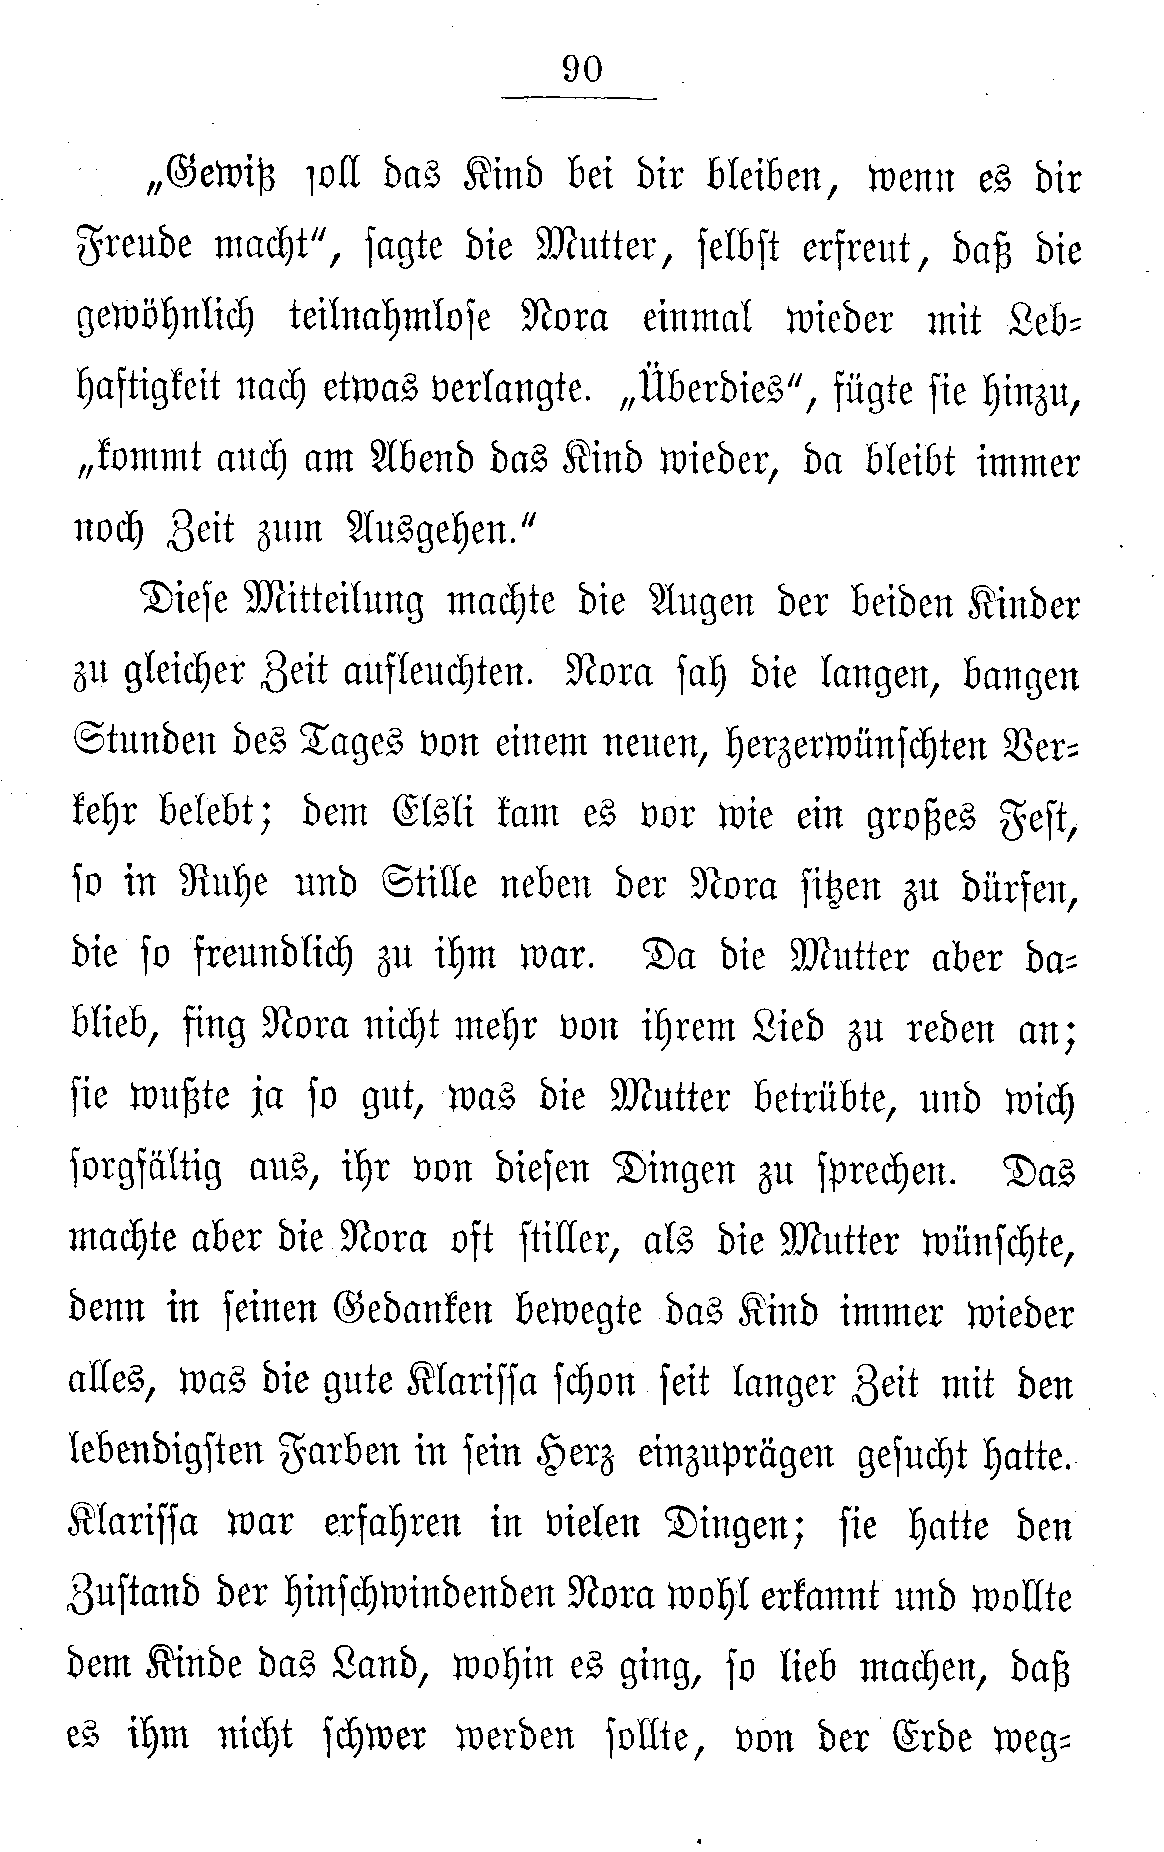 90
„Gewiß soll das Kind bei dir bleiben, wenn es dir
Freude macht“, sagte die Mutter, selbst erfreut, daß die
gewöhnlich teilnahmlose Nora einmal wieder mit Leb-
haftigkeit nach etwas verlangte. „Überdies“, fügte sie hinzu,
„kommt auch am Abend das Kind wieder, da bleibt immer
noch Zeit zum Ausgehen.“
Diese Mitteilung machte die Augen der beiden Kinder
zu gleicher Zeit aufleuchten. Nora sah die langen, bangen
Stunden des Tages von einem neuen, herzerwünschten Ver-
kehr belebt; dem Elsli kam es vor wie ein großes Fest,
so in Ruhe und Stille neben der Nora sitzen zu dürfen,
die so freundlich zu ihm war. Da die Mutter aber da-
blieb, fing Nora nicht mehr von ihrem Lied zu reden an;
sie wußte ja so gut, was die Mutter betrübte, und wich
sorgfältig aus, ihr von diesen Dingen zu sprechen. Das
machte aber die Nora oft stiller, als die Mutter wünschte,
denn in seinen Gedanken bewegte das Kind immer wieder
alles, was die gute Klarissa schon seit langer Zeit mit den
lebendigsten Farben in sein Herz einzuprägen gesucht hatte.
Klarissa war erfahren in vielen Dingen; sie hatte den
Zustand der hinschwindenden Nora wohl erkannt und wollte
dem Kinde das Land, wohin es ging, so lieb machen, daß
es ihm nicht schwer werden sollte, von der Erde weg-